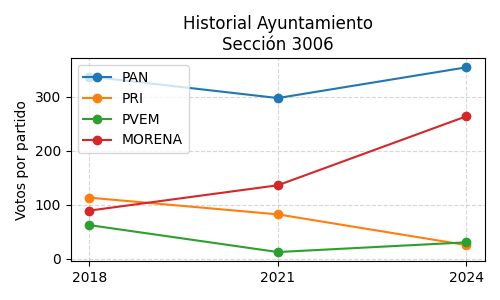 Historial Ayuntamiento
Sección 3006
Votos por partido
300
200
100
0
PAN
PRI
PVEM
MORENA
2018
2021
2024